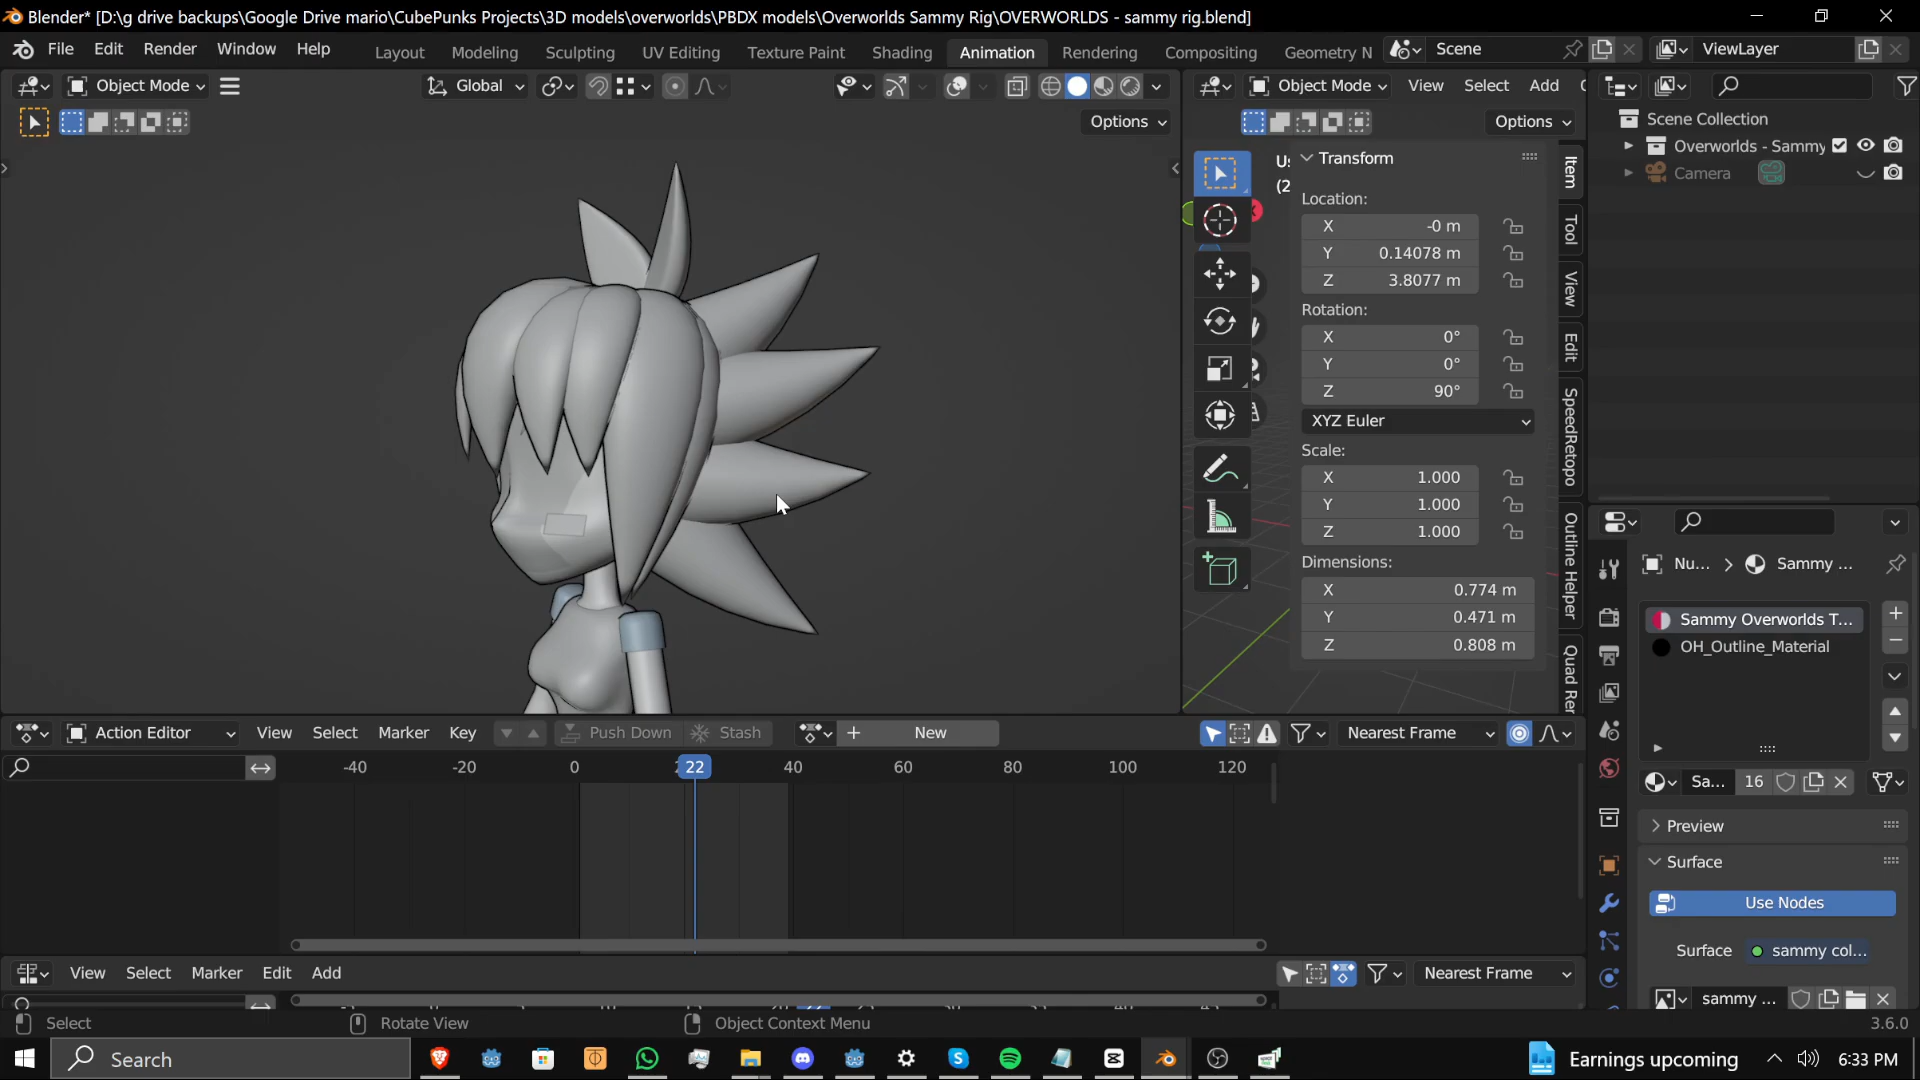 Blender* [D:\g drive backups\Google Drive mario\CubePunks Projects\3D models\overworlds\PBDX models\Overworlds Sammy Rig\OVERWORLDS - sammy rig.blend]
File Edit Render Window Help Layout Modeling Sculpting UV Editing Texture Paint Shading Animation Rendering Compositing Geometry N Scene ViewLayer
Object Mode Global Object Mode View Select Add
Options Options
Scene Collection
Overworlds - Sammy
Camera
Transform
Location:
X -0 m
Y 0.14078 m
Z 3.8077 m
Rotation:
X 0°
Y 0°
Z 90°
XYZ Euler
Scale:
X 1.000
Y 1.000
Z 1.000
Dimensions:
X 0.774 m
Y 0.471 m
Z 0.808 m
Item
Tool
View
Edit
SpeedRetopo
Outline Helper
Quad Rer
Nu... Sammy ...
Sammy Overworlds T...
OH_Outline_Material
Sa... 16
Preview
Surface
Use Nodes
Surface sammy col...
sammy ...
Action Editor View Select Marker Key Push Down Stash New Nearest Frame
-40 -20 0 22 40 60 80 100 120
View Select Marker Edit Add Nearest Frame
Select Rotate View Object Context Menu 3.6.0
Search Earnings upcoming 6:33 PM